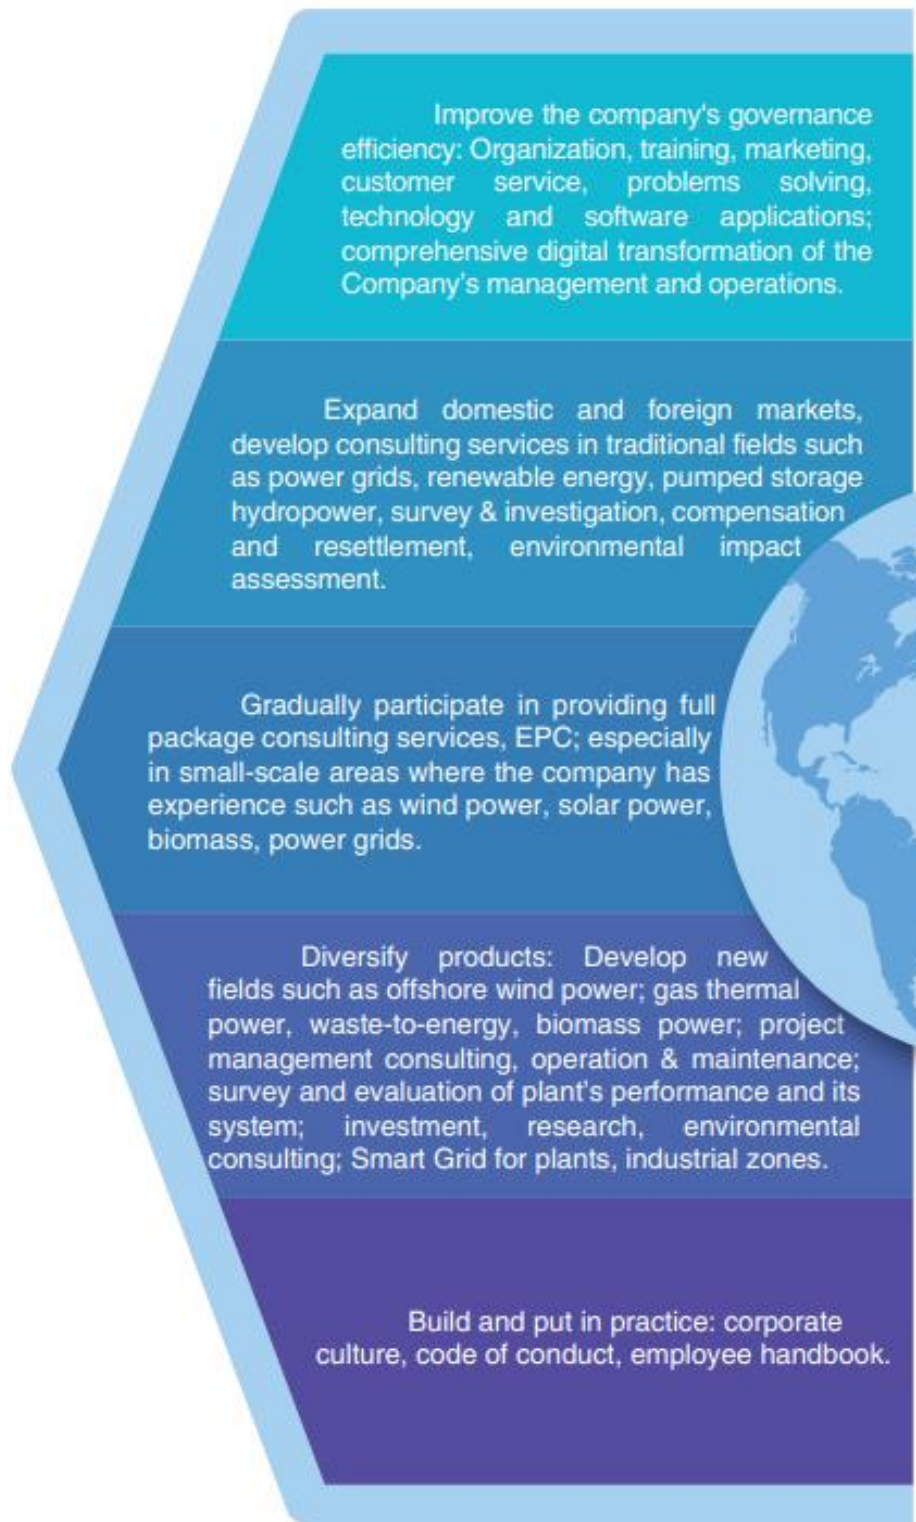 Improve the company's governance
efficiency: Organization, training, marketing,
customer service, problems solving,
technology and software applications;
comprehensive digital transformation of the
Company's management and operations.
Expand domestic and foreign markets,
develop consulting services in traditional fields such
as power grids, renewable energy, pumped storage
hydropower, survey & investigation, compensation
and resettlement, environmental impact
assessment.
Gradually participate in providing full
package consulting services, EPC; especially
in small-scale areas where the company has
experience such as wind power, solar power,
biomass, power grids.
Diversify products: Develop new
fields such as offshore wind power; gas thermal
power, waste-to-energy, biomass power; project
management consulting, operation & maintenance;
survey and evaluation of plant's performance and its
system; investment, research, environmental
consulting; Smart Grid for plants, industrial zones.
Build and put in practice: corporate
culture, code of conduct, employee handbook.